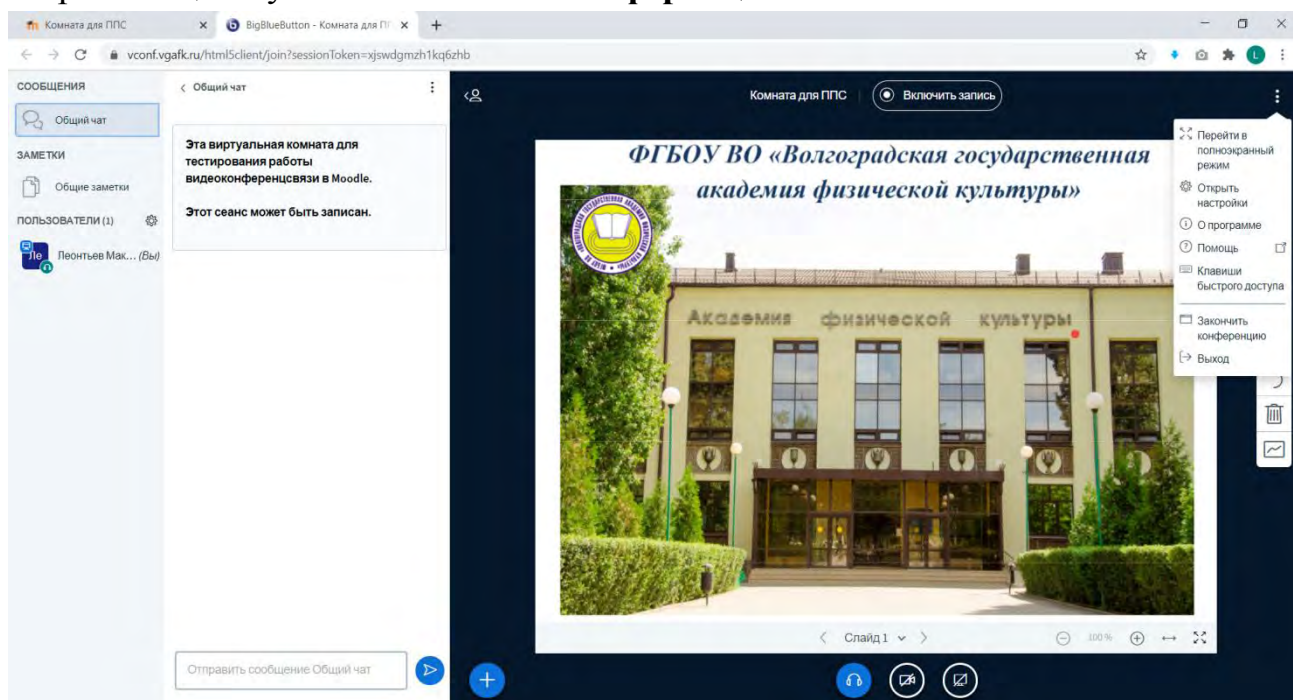 Комната для ППС
BigBlueButton - Комната для П
vconf.vgafk.ru/html5client/join?sessionToken=xjswdgmzh1kq6zhb
L
СООБЩЕНИЯ
Общий чат
ЗАМЕТКИ
Общие заметки
ПОЛЬЗОВАТЕЛИ (1)
Ле
Леонтьев Мак... (Вы)
Общий чат
Эта виртуальная комната для
тестирования работы
видеоконференцсвязи в Moodle.
Этот сеанс может быть записан.
Отправить сообщение Общий чат
Комната для ППС
Включить запись
ФГБОУ ВО «Волгоградская государственная
академия физической культуры»
Академия физической культуры
Слайд 1
100 %
Перейти в
полноэкранный
режим
Открыть
настройки
О программе
Помощь
Клавиши
быстрого доступа
Закончить
конференцию
Выход